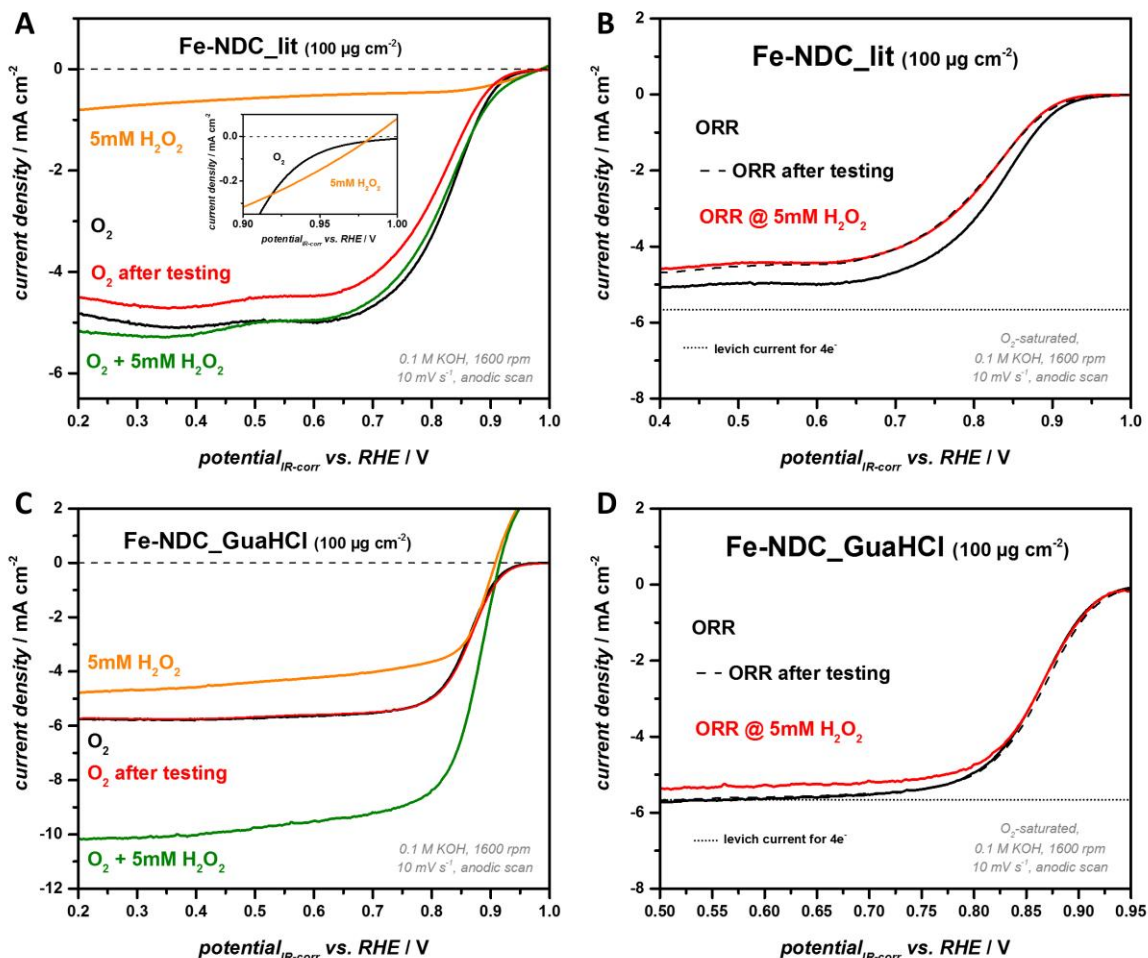 A
Fe-NDC_lit (100 µg cm-2)
5mM H2O2
O2
O2 after testing
O2 + 5mM H2O2
0.1 M KOH, 1600 rpm
10 mV s-1, anodic scan
current density / mA cm-2
0
-2
-4
-6
0.2 0.3 0.4 0.5 0.6 0.7 0.8 0.9 1.0
potentialIR-corr vs. RHE / V
current density / mA cm-2
0.0
-0.2
O2
5mM H2O2
0.90 0.95 1.00
potentialIR-corr vs. RHE / V
B
Fe-NDC_lit (100 µg cm-2)
ORR
ORR after testing
ORR @ 5mM H2O2
levich current for 4e-
O2-saturated,
0.1 M KOH, 1600 rpm
10 mV s-1, anodic scan
current density / mA cm-2
2
0
-2
-4
-6
-8
0.4 0.5 0.6 0.7 0.8 0.9 1.0
potentialIR-corr vs. RHE / V
C
Fe-NDC_GuaHCl (100 µg cm-2)
5mM H2O2
O2
O2 after testing
O2 + 5mM H2O2
0.1 M KOH, 1600 rpm
10 mV s-1, anodic scan
current density / mA cm-2
2
0
-2
-4
-6
-8
-10
-12
0.2 0.3 0.4 0.5 0.6 0.7 0.8 0.9 1.0
potentialIR-corr vs. RHE / V
D
Fe-NDC_GuaHCl (100 µg cm-2)
ORR
ORR after testing
ORR @ 5mM H2O2
levich current for 4e-
O2-saturated,
0.1 M KOH, 1600 rpm
10 mV s-1, anodic scan
current density / mA cm-2
2
0
-2
-4
-6
-8
0.50 0.55 0.60 0.65 0.70 0.75 0.80 0.85 0.90 0.95
potentialIR-corr vs. RHE / V